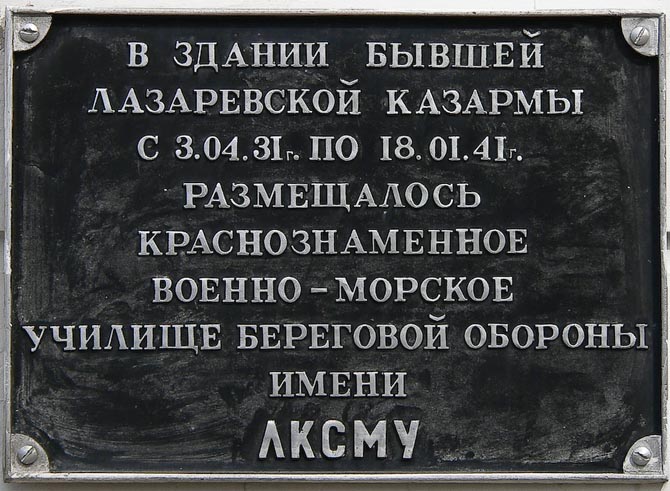 В ЗДАНИИ БЫВШЕЙ
ЛАЗАРЕВСКОЙ КАЗАРМЫ
С 3.04.31г. ПО 18.01.41г.
РАЗМЕЩАЛОСЬ
КРАСНОЗНАМЕННОЕ
ВОЕННО – МОРСКОЕ
УЧИЛИЩЕ БЕРЕГОВОЙ ОБОРОНЫ
ИМЕНИ
ЛКСМУ